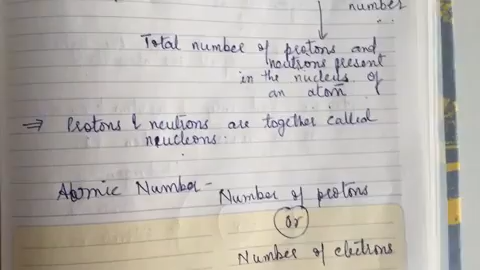 number
Total number of protons and
neutrons present
in the nucleus of
an atom
⇒ Protons & neutrons are together called
nucleons.
Atomic Number - Number of protons
Or
Number of electrons